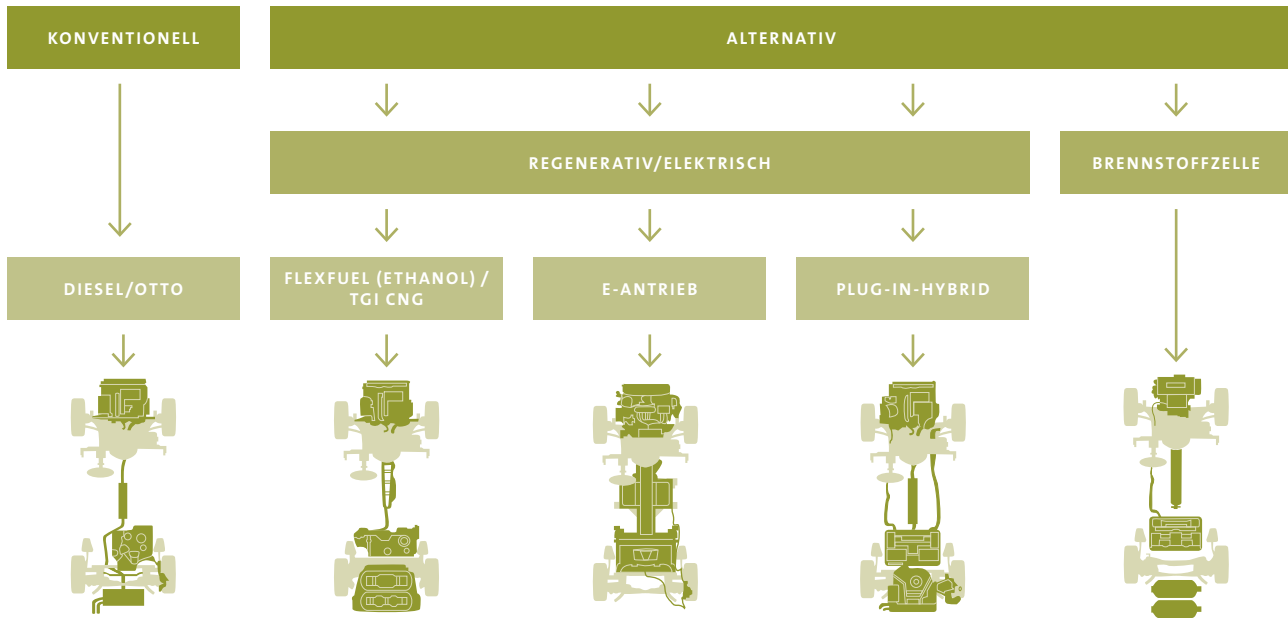 KONVENTIONELL
ALTERNATIV
REGENERATIV/ELEKTRISCH
BRENNSTOFFZELLE
DIESEL/OTTO
FLEXFUEL (ETHANOL) /
TGI CNG
E-ANTRIEB
PLUG-IN-HYBRID